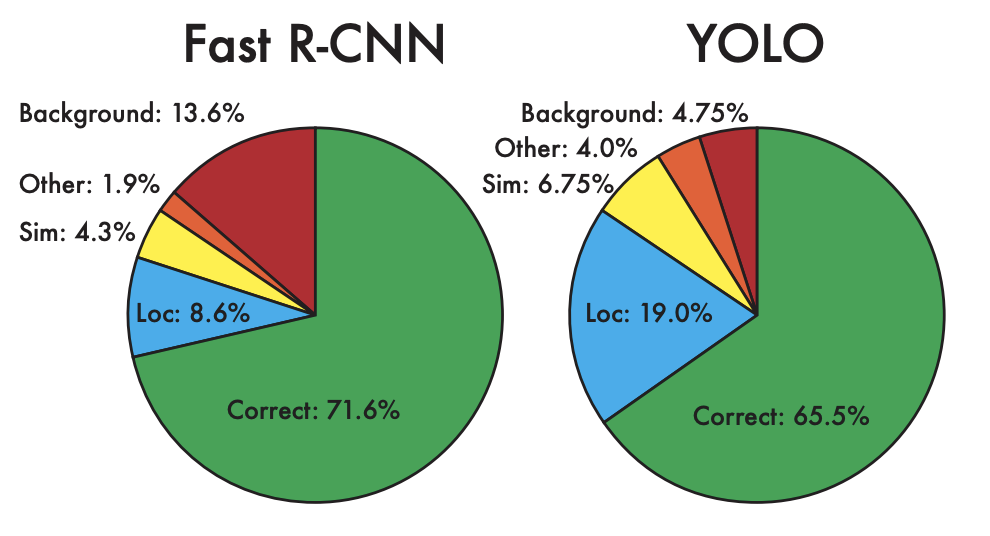 Fast R-CNN
Background: 13.6%
Other: 1.9%
Sim: 4.3%
Loc: 8.6%
Correct: 71.6%
YOLO
Background: 4.75%
Other: 4.0%
Sim: 6.75%
Loc: 19.0%
Correct: 65.5%